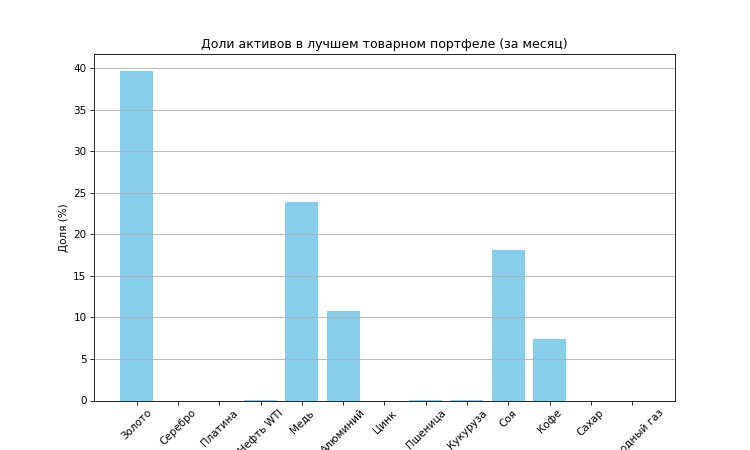 Доли активов в лучшем товарном портфеле (за месяц)
Доля (%)
40
35
30
25
20
15
10
5
0
Золото
Серебро
Платина
Нефть WTI
Медь
Алюминий
Цинк
Пшеница
Кукуруза
Соя
Кофе
Сахар
газ